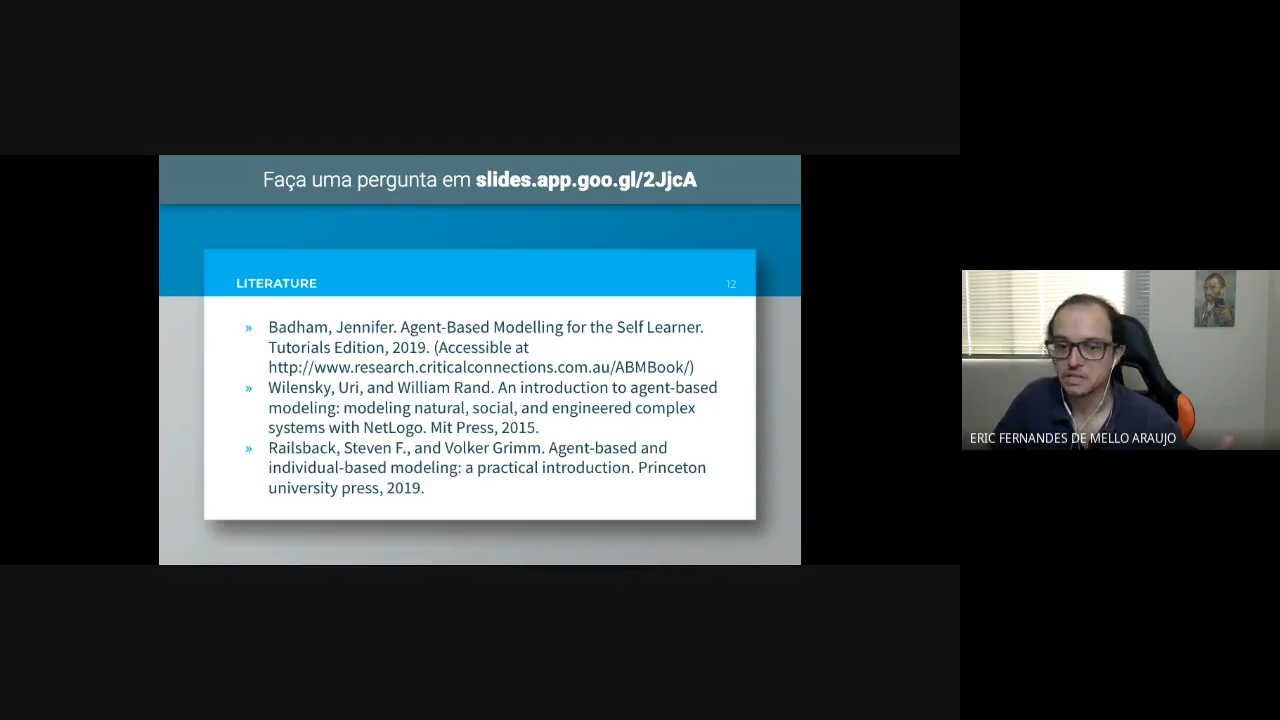 Faça uma pergunta em slides.app.goo.gl/2JjcA
LITERATURE
12
» Badham, Jennifer. Agent-Based Modelling for the Self Learner.
Tutorials Edition, 2019. (Accessible at
http://www.research.criticalconnections.com.au/ABMBook/)
» Wilensky, Uri, and William Rand. An introduction to agent-based
modeling: modeling natural, social, and engineered complex
systems with NetLogo. Mit Press, 2015.
» Railsback, Steven F., and Volker Grimm. Agent-based and
individual-based modeling: a practical introduction. Princeton
university press, 2019.
ERIC FERNANDES DE MELLO ARAUJO